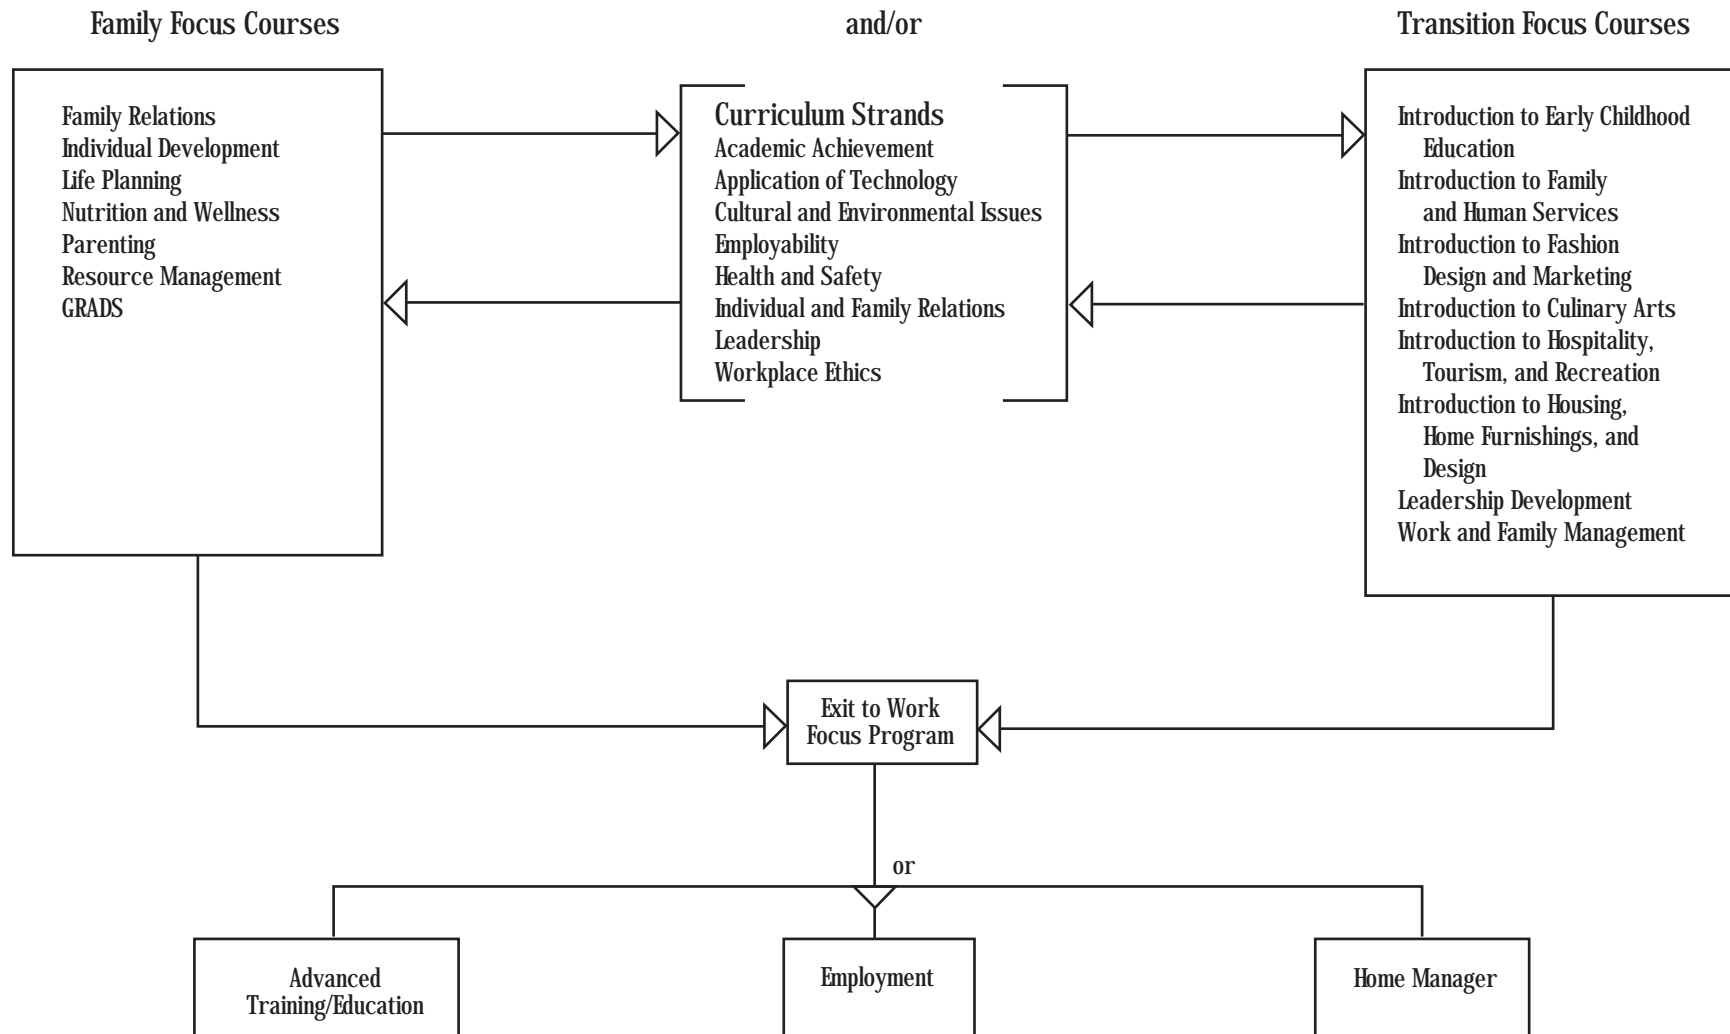 Family Focus Courses
and/or
Transition Focus Courses
Family Relations
Individual Development
Life Planning
Nutrition and Wellness
Parenting
Resource Management
GRADS
Curriculum Strands
Academic Achievement
Application of Technology
Cultural and Environmental Issues
Employability
Health and Safety
Individual and Family Relations
Leadership
Workplace Ethics
Introduction to Early Childhood
Education
Introduction to Family
and Human Services
Introduction to Fashion
Design and Marketing
Introduction to Culinary Arts
Introduction to Hospitality,
Tourism, and Recreation
Introduction to Housing,
Home Furnishings, and
Design
Leadership Development
Work and Family Management
Exit to Work
Focus Program
or
Advanced
Training/Education
Employment
Home Manager